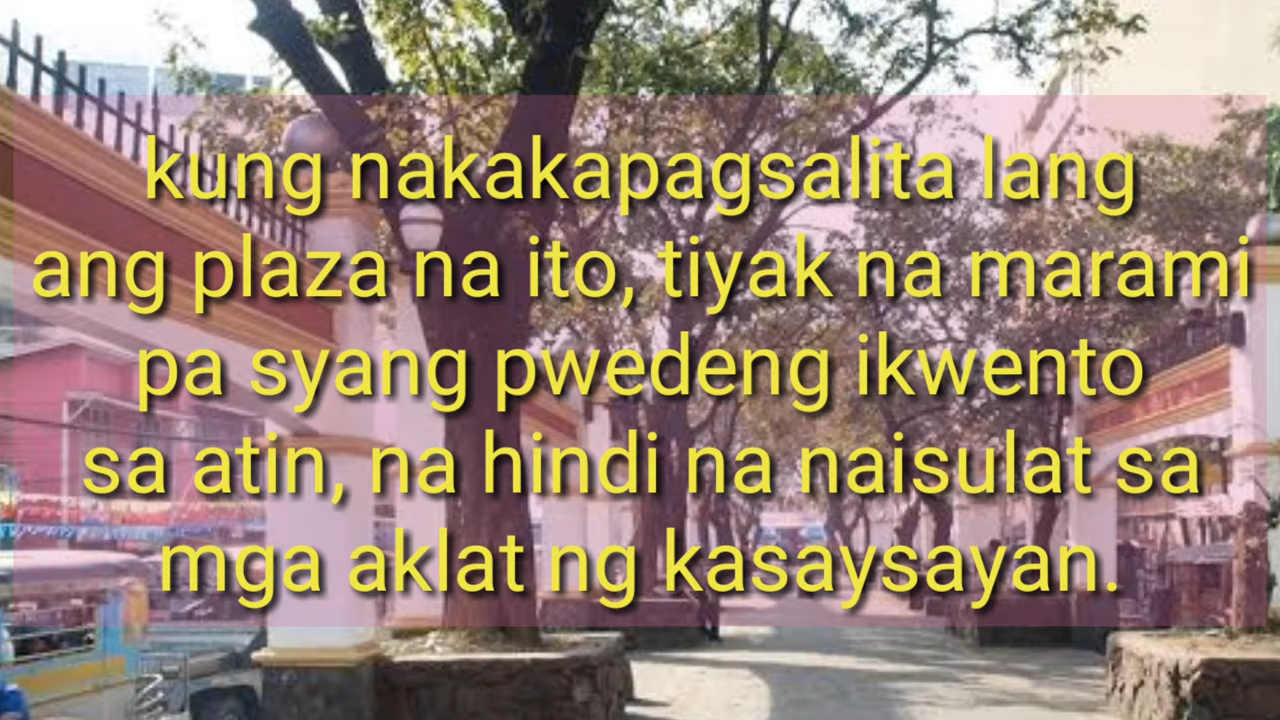 kung nakakapagsalita lang
ang plaza na ito, tiyak na marami
pa syang pwedeng ikwento
sa atin, na hindi na naisulat sa
mga aklat ng kasaysayan.